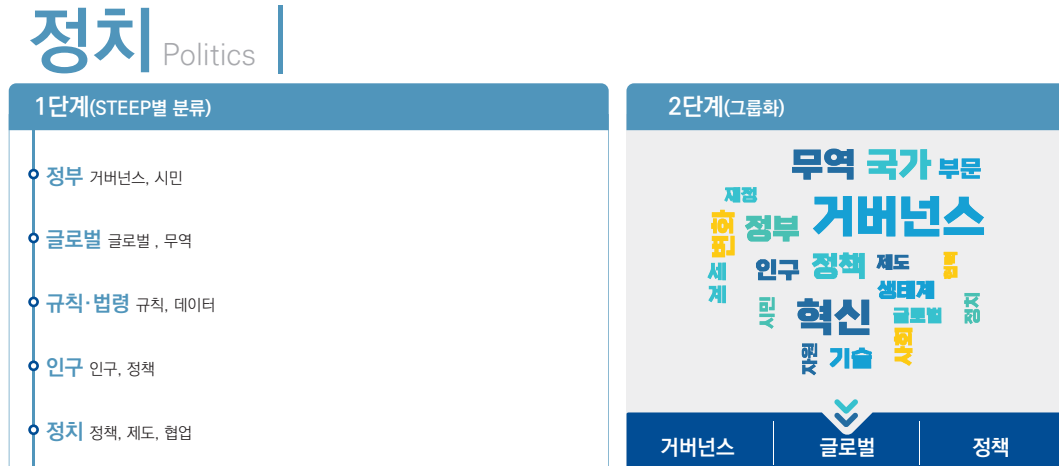 정치 Politics
1단계(STEEP별 분류)
정부 거버넌스, 시민
글로벌 글로벌 , 무역
규칙·법령 규칙, 데이터
인구 인구, 정책
정치 정책, 제도, 협업
2단계(그룹화)
무역 국가 부문
재정
변화 정부 거버넌스
세계 인구 정책 제도
생태계
시민 혁신 글로벌 정치
자원 기술 사회
거버넌스 글로벌 정책